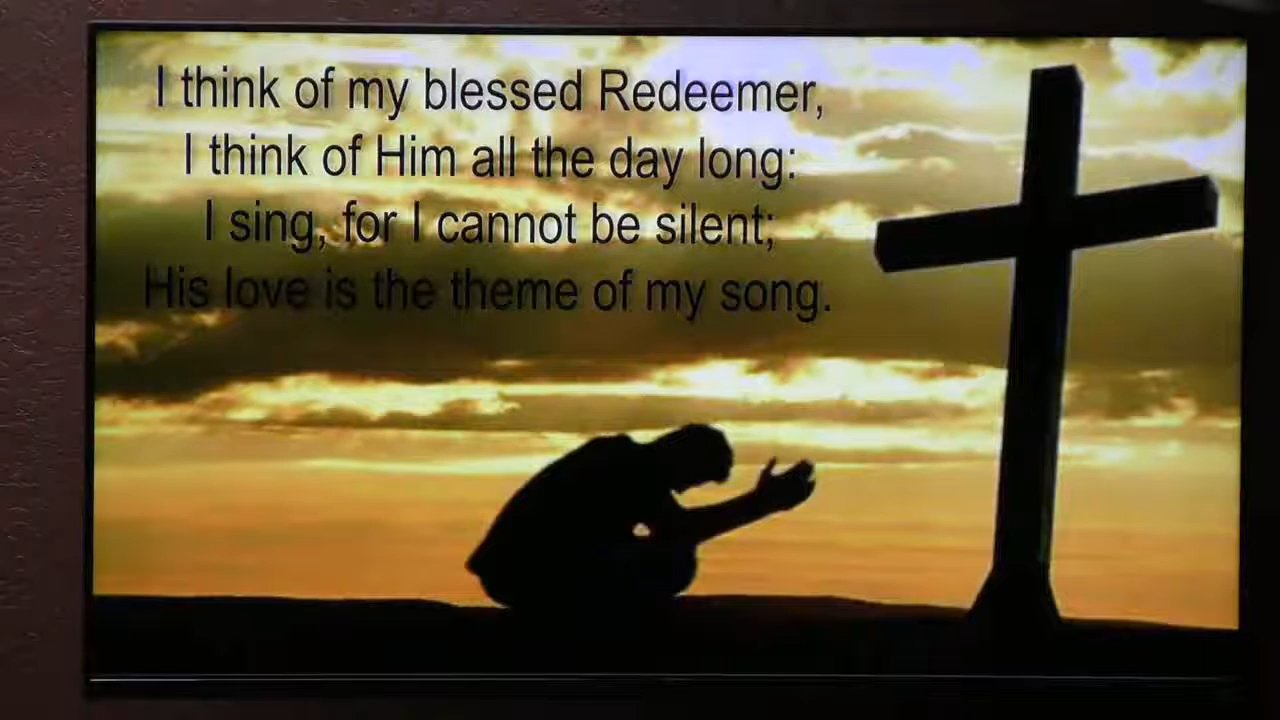 I think of my blessed Redeemer,
I think of Him all the day long:
I sing, for I cannot be silent;
His love is the theme of my song.